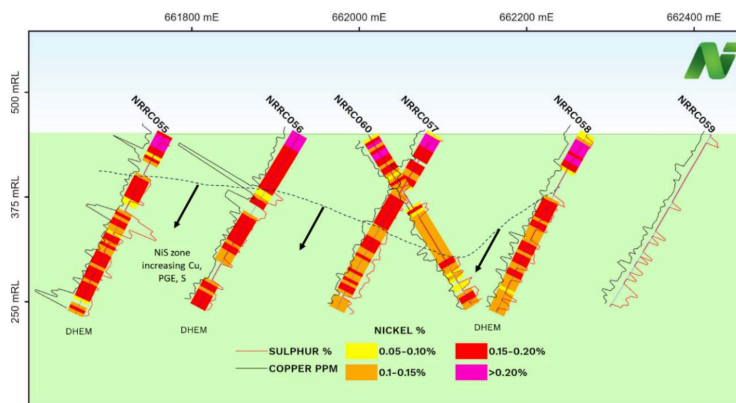 661800 mE
661900 mE
662000 mE
662200 mE
662400 mE
500 mRL
375 mRL
250 mRL
NRRC055
NRRC056
NRRC060
NRRC057
NRRC058
NRRC059
NiS zone
increasing Cu,
PGE, S
DHEM
DHEM
DHEM
NICKEL %
SULPHUR %
COPPER PPM
0.05-0.10%
0.1-0.15%
0.15-0.20%
>0.20%